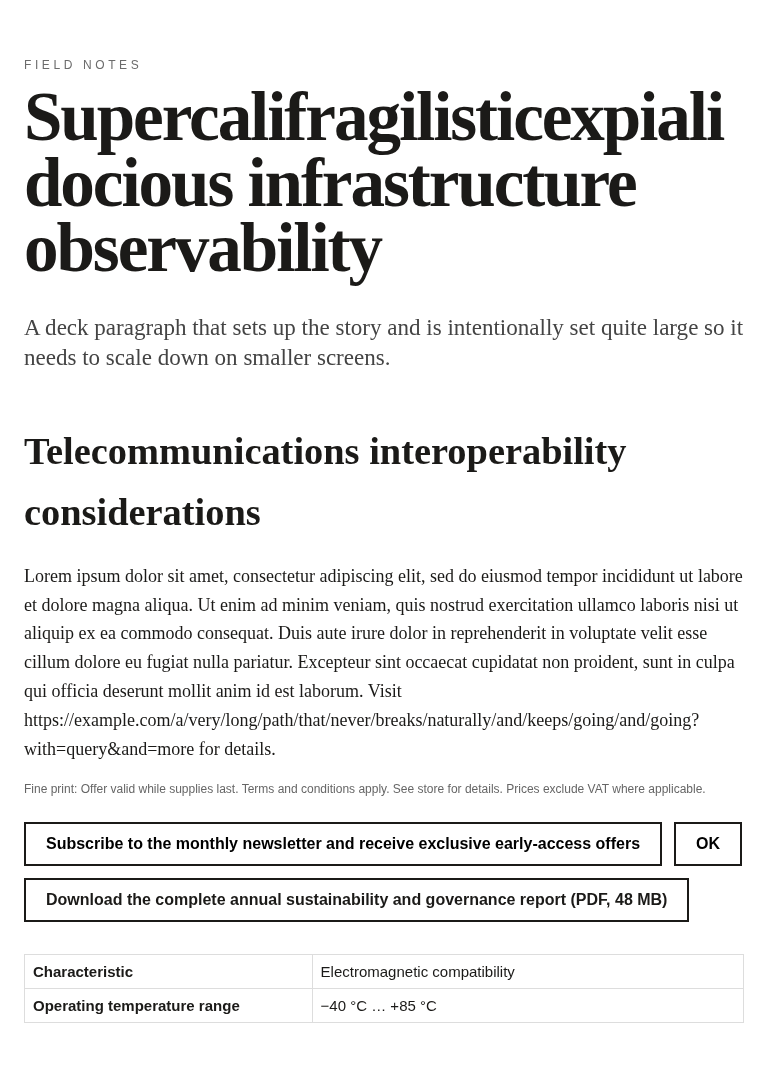 FIELD NOTES
Supercalifragilisticexpiali
docious infrastructure
observability
A deck paragraph that sets up the story and is intentionally set quite large so it
needs to scale down on smaller screens.
Telecommunications interoperability
considerations
Lorem ipsum dolor sit amet, consectetur adipiscing elit, sed do eiusmod tempor incididunt ut labore
et dolore magna aliqua. Ut enim ad minim veniam, quis nostrud exercitation ullamco laboris nisi ut
aliquip ex ea commodo consequat. Duis aute irure dolor in reprehenderit in voluptate velit esse
cillum dolore eu fugiat nulla pariatur. Excepteur sint occaecat cupidatat non proident, sunt in culpa
qui officia deserunt mollit anim id est laborum. Visit
https://example.com/a/very/long/path/that/never/breaks/naturally/and/keeps/going/and/going?
with=query&and=more for details.
Fine print: Offer valid while supplies last. Terms and conditions apply. See store for details. Prices exclude VAT where applicable.
Subscribe to the monthly newsletter and receive exclusive early-access offers OK
Download the complete annual sustainability and governance report (PDF, 48 MB)
Characteristic Electromagnetic compatibility
Operating temperature range −40 °C … +85 °C